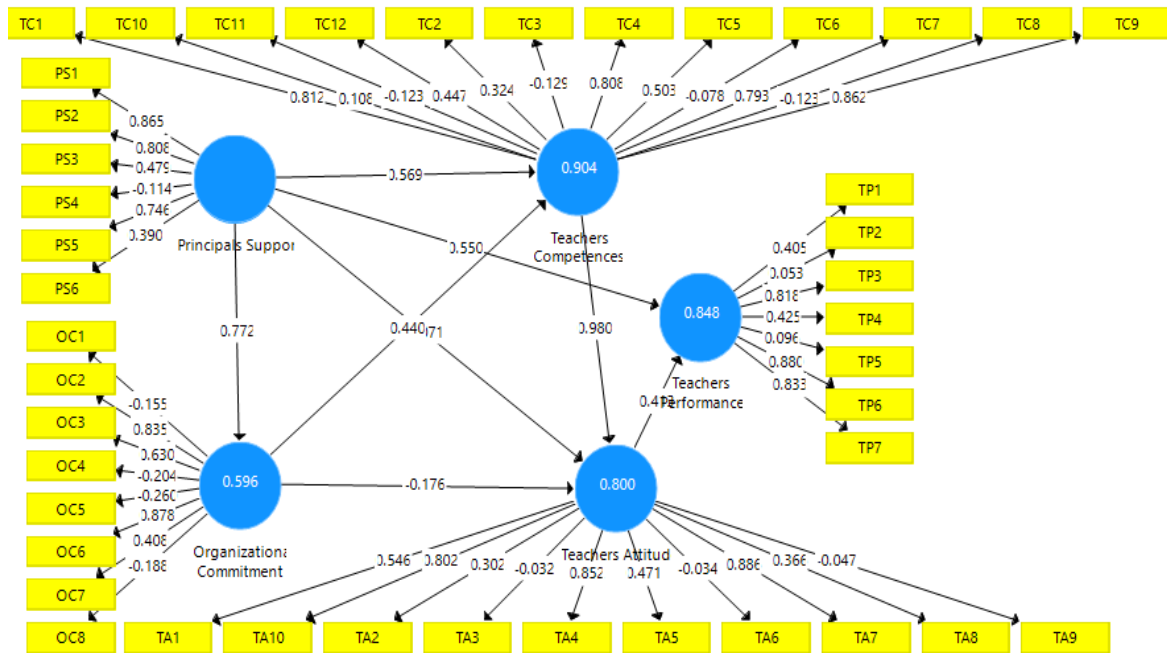 TC1 TC10 TC11 TC12 TC2 TC3 TC4 TC5 TC6 TC7 TC8 TC9
0.812 0.108 -0.123 0.447 0.324 -0.129 0.808 0.503 -0.078 0.793 -0.123 0.862
PS1
PS2
PS3
PS4
PS5
PS6
0.865
0.808
0.479
-0.114
0.746
0.390
Principals Suppor
0.569
0.904
Teachers
Competences
0.550
0.772
0.440
0.980
TP1
TP2
TP3
TP4
TP5
TP6
TP7
0.405
0.053
0.818
0.425
0.096
0.880
0.833
0.848
Teachers
Performance
OC1
OC2
OC3
OC4
OC5
OC6
OC7
OC8
-0.155
0.835
0.630
-0.204
-0.260
0.878
0.408
-0.188
0.596
Organizationa
Commitment
-0.176
0.800
Teachers Attitud
0.546 0.802 0.302 -0.032 0.852 0.471 -0.034 0.886 0.366 -0.047
TA1 TA10 TA2 TA3 TA4 TA5 TA6 TA7 TA8 TA9